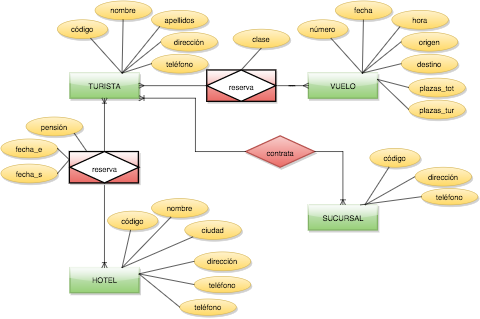 nombre
apellidos
código
dirección
teléfono
TURISTA
clase
reserva
fecha
número
hora
origen
destino
plazas_tot
plazas_tur
VUELO
pensión
fecha_e
fecha_s
reserva
contrata
código
dirección
teléfono
SUCURSAL
nombre
código
ciudad
dirección
teléfono
teléfono
HOTEL